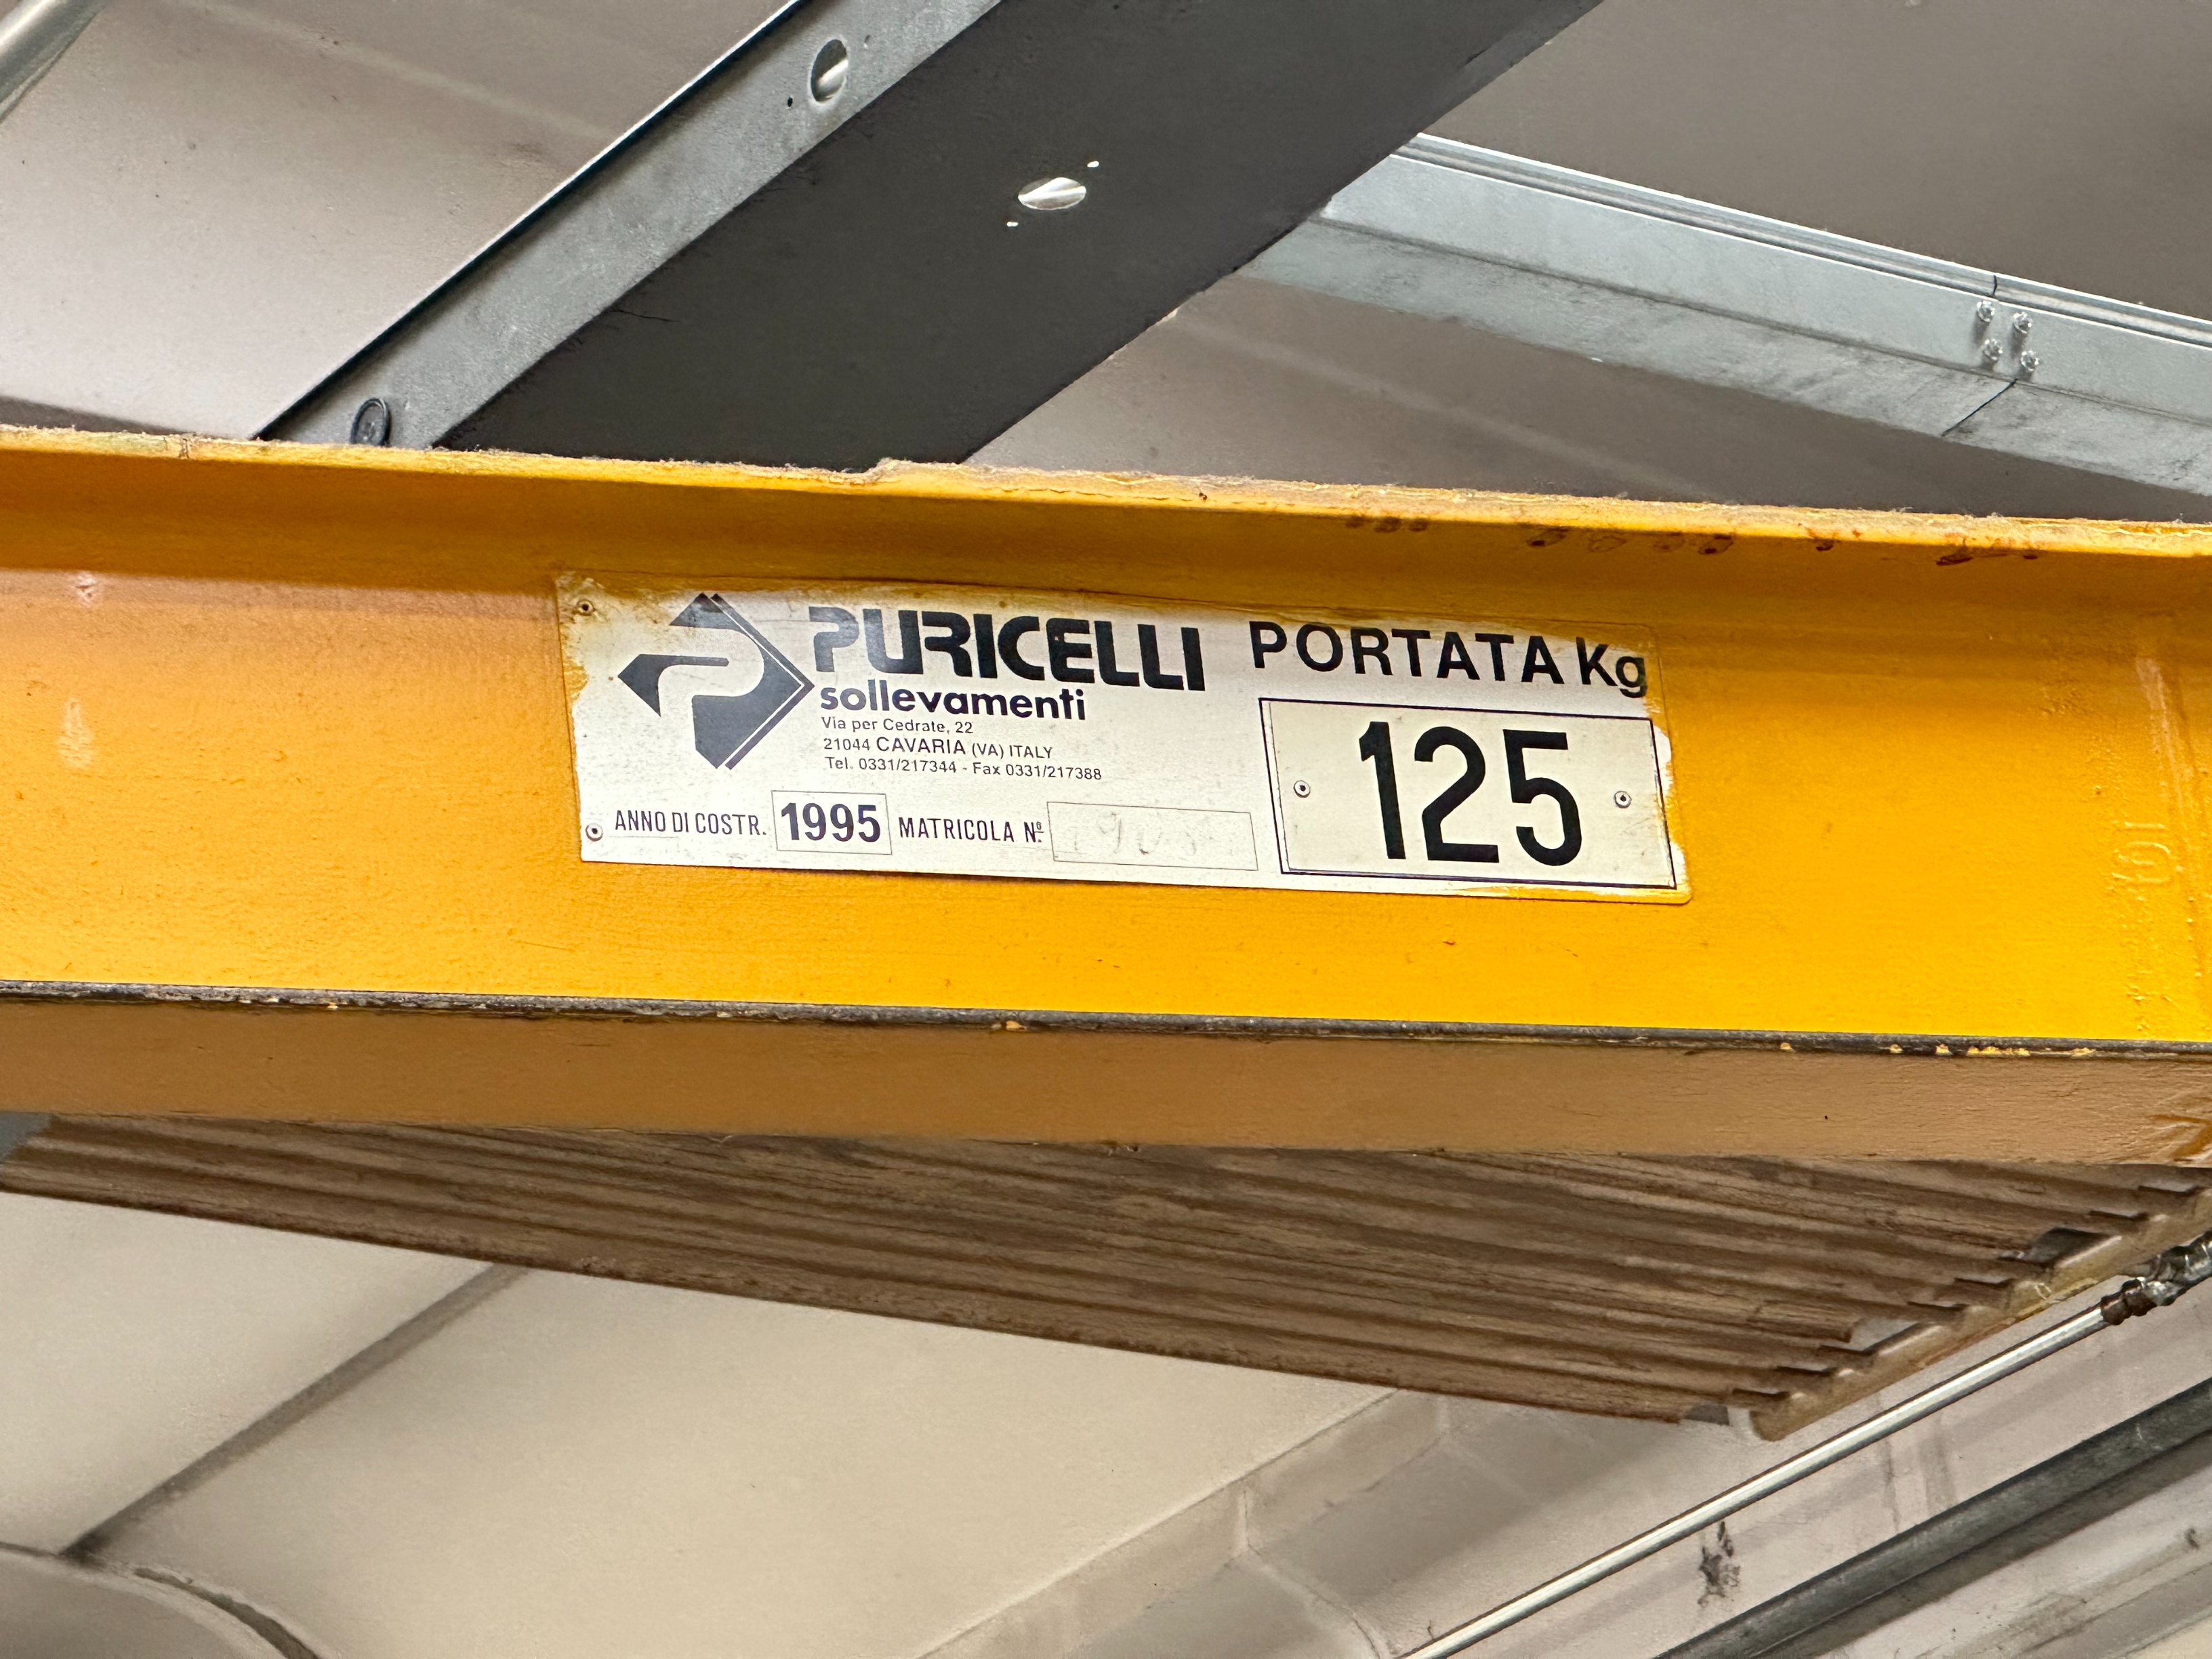 PURICELLI
sollevamenti
Via per Cedrate, 22
21044 CAVARIA (VA) ITALY
Tel. 0331/217344 - Fax 0331/217388
ANNO DI COSTR. 1995 MATRICOLA Nº.
PORTATA Kg
125